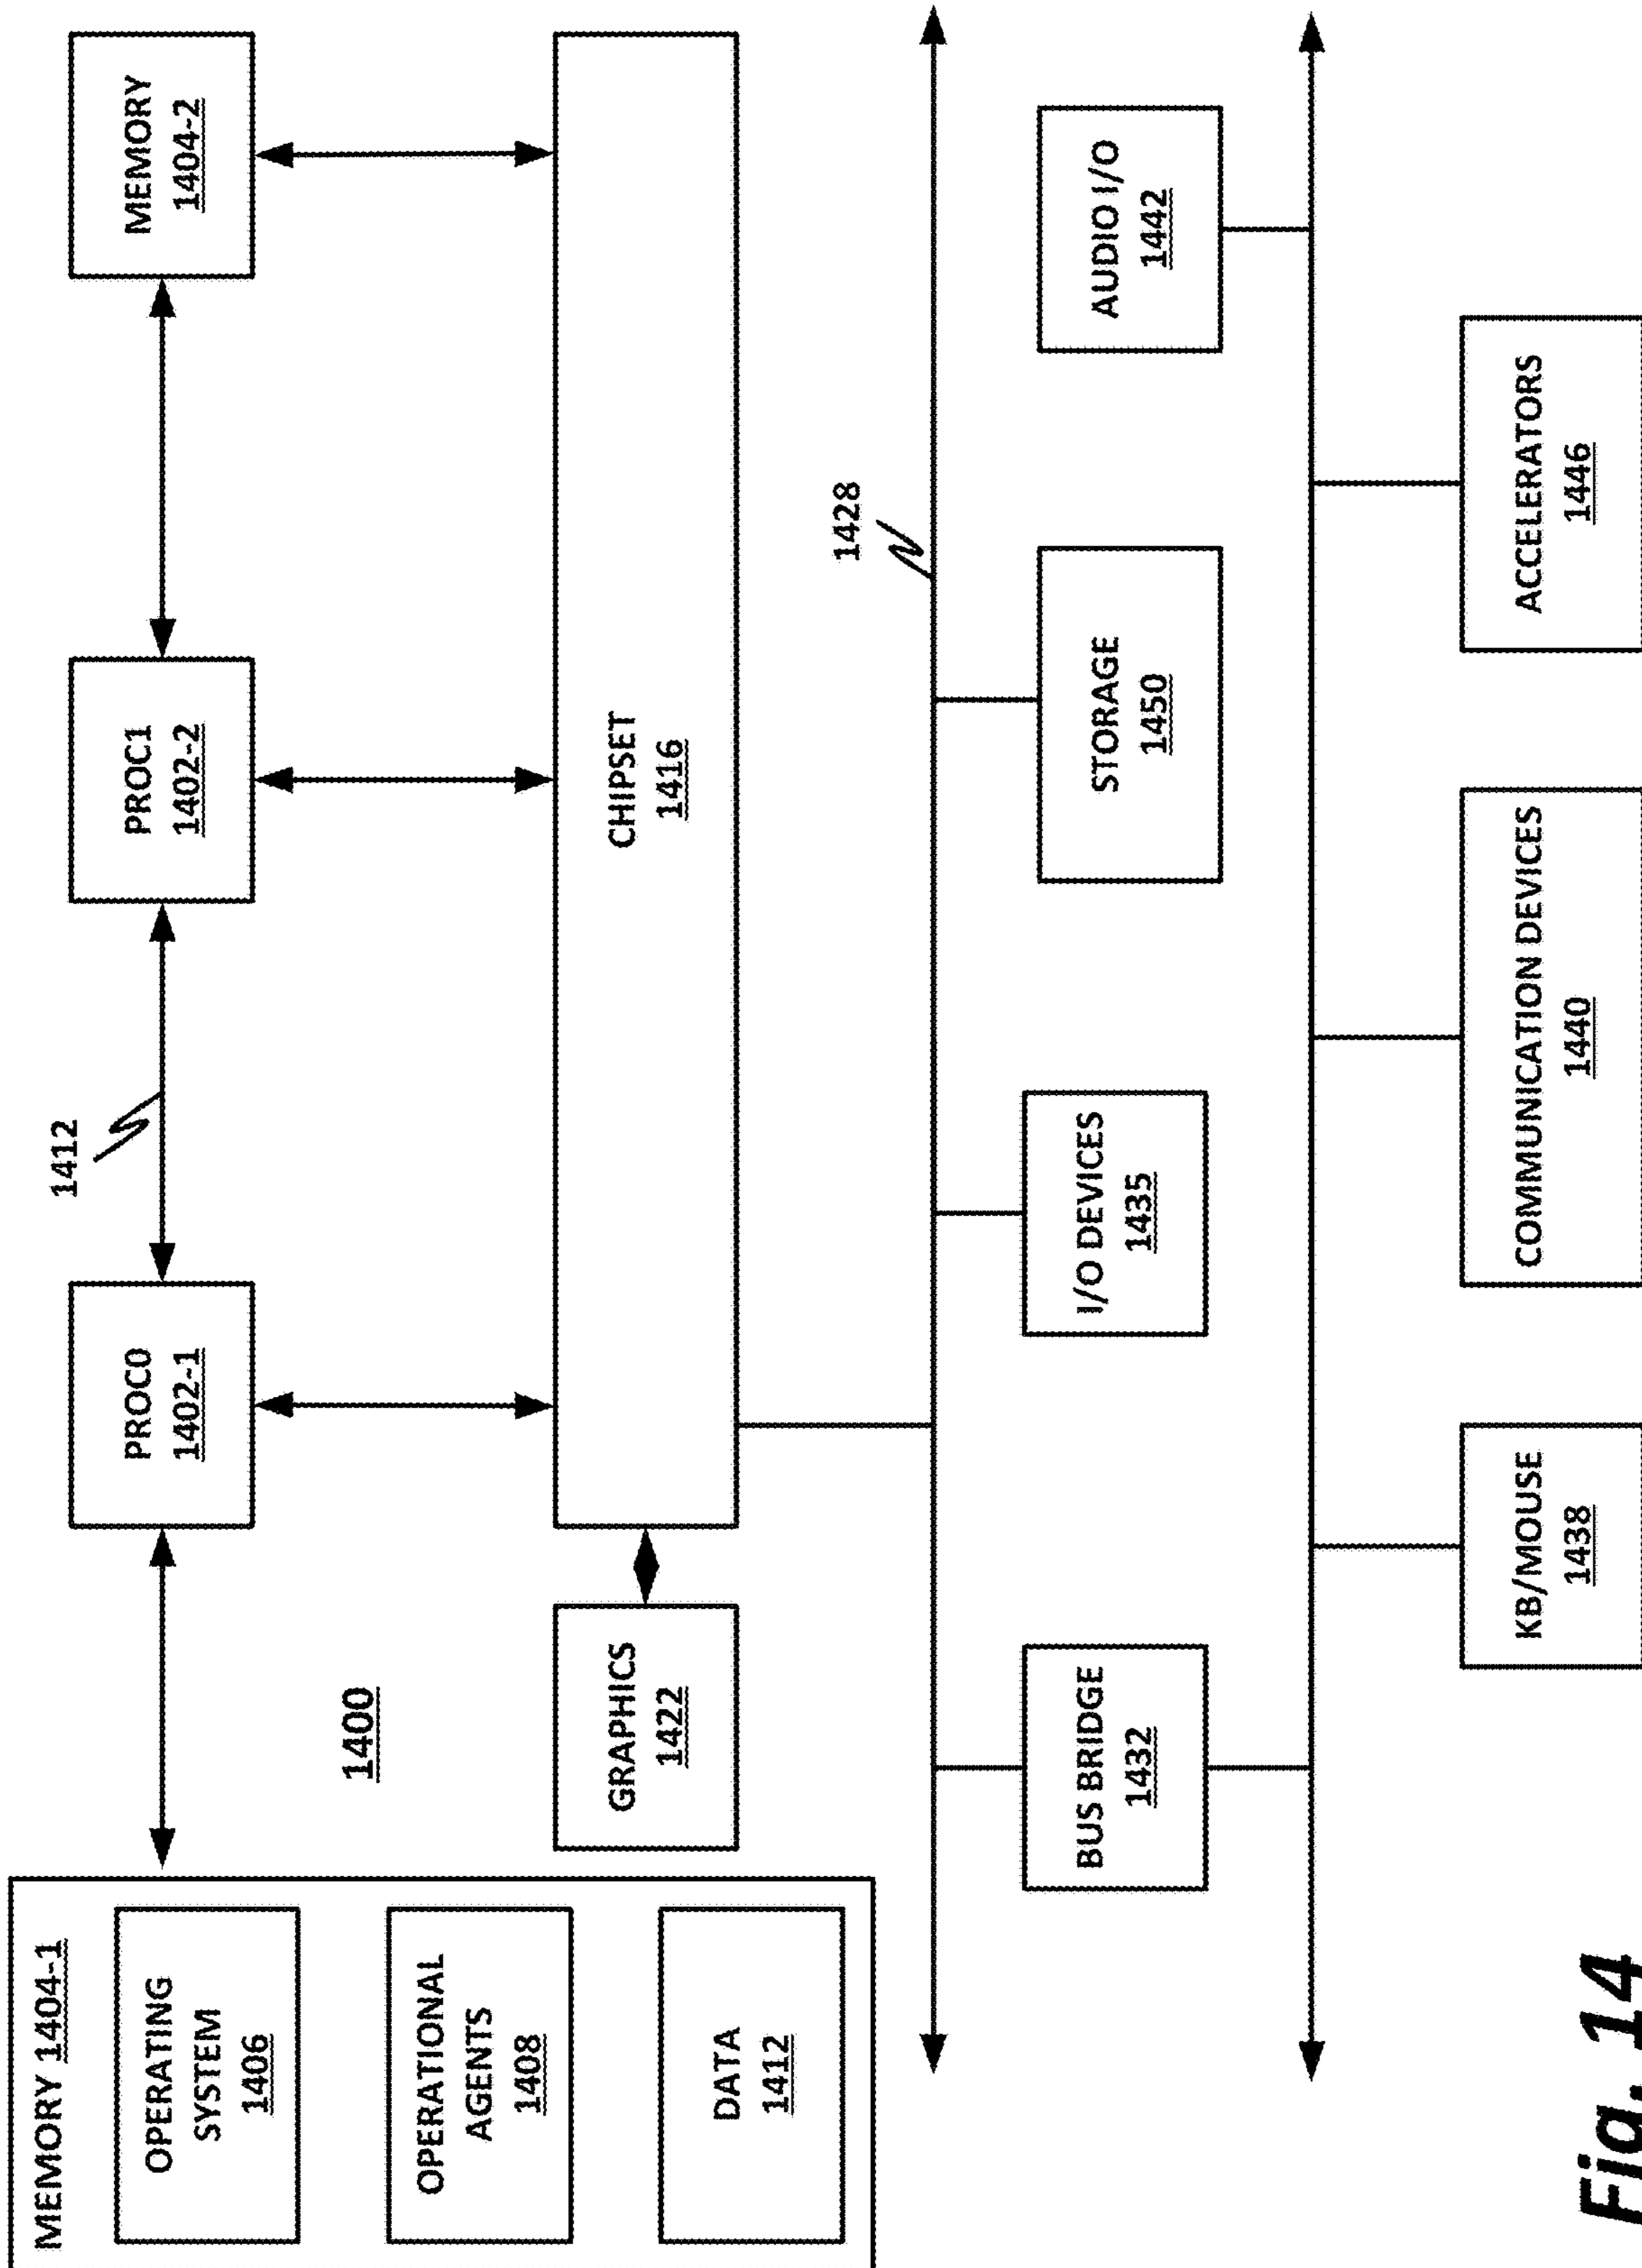 MEMORY 1404-1
OPERATING
SYSTEM
1406
OPERATIONAL
AGENTS
1408
DATA
1412
1400
PROC0
1402-1
1412
PROC1
1402-2
MEMORY
1404-2
GRAPHICS
1422
CHIPSET
1416
1428
BUS BRIDGE
1432
I/O DEVICES
1435
STORAGE
1450
AUDIO I/O
1442
KB/MOUSE
1438
COMMUNICATION DEVICES
1440
ACCELERATORS
1446
Fig. 14